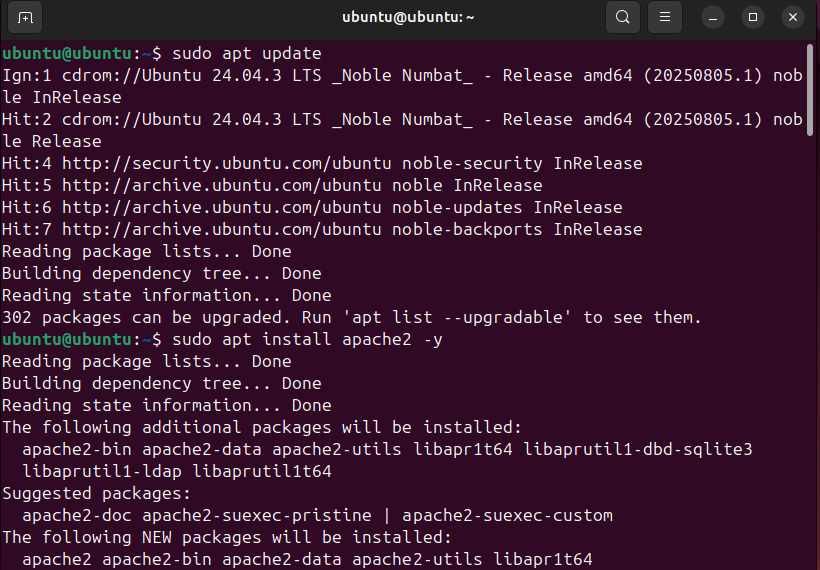 ubuntu@ubuntu: ~
ubuntu@ubuntu:~$ sudo apt update
Ign:1 cdrom://Ubuntu 24.04.3 LTS _Noble Numbat_ - Release amd64 (20250805.1) nob
le InRelease
Hit:2 cdrom://Ubuntu 24.04.3 LTS _Noble Numbat_ - Release amd64 (20250805.1) nob
le Release
Hit:4 http://security.ubuntu.com/ubuntu noble-security InRelease
Hit:5 http://archive.ubuntu.com/ubuntu noble InRelease
Hit:6 http://archive.ubuntu.com/ubuntu noble-updates InRelease
Hit:7 http://archive.ubuntu.com/ubuntu noble-backports InRelease
Reading package lists... Done
Building dependency tree... Done
Reading state information... Done
302 packages can be upgraded. Run 'apt list --upgradable' to see them.
ubuntu@ubuntu:~$ sudo apt install apache2 -y
Reading package lists... Done
Building dependency tree... Done
Reading state information... Done
The following additional packages will be installed:
  apache2-bin apache2-data apache2-utils libapr1t64 libaprutil1-dbd-sqlite3
  libaprutil1-ldap libaprutil1t64
Suggested packages:
  apache2-doc apache2-suexec-pristine | apache2-suexec-custom
The following NEW packages will be installed:
  apache2 apache2-bin apache2-data apache2-utils libapr1t64